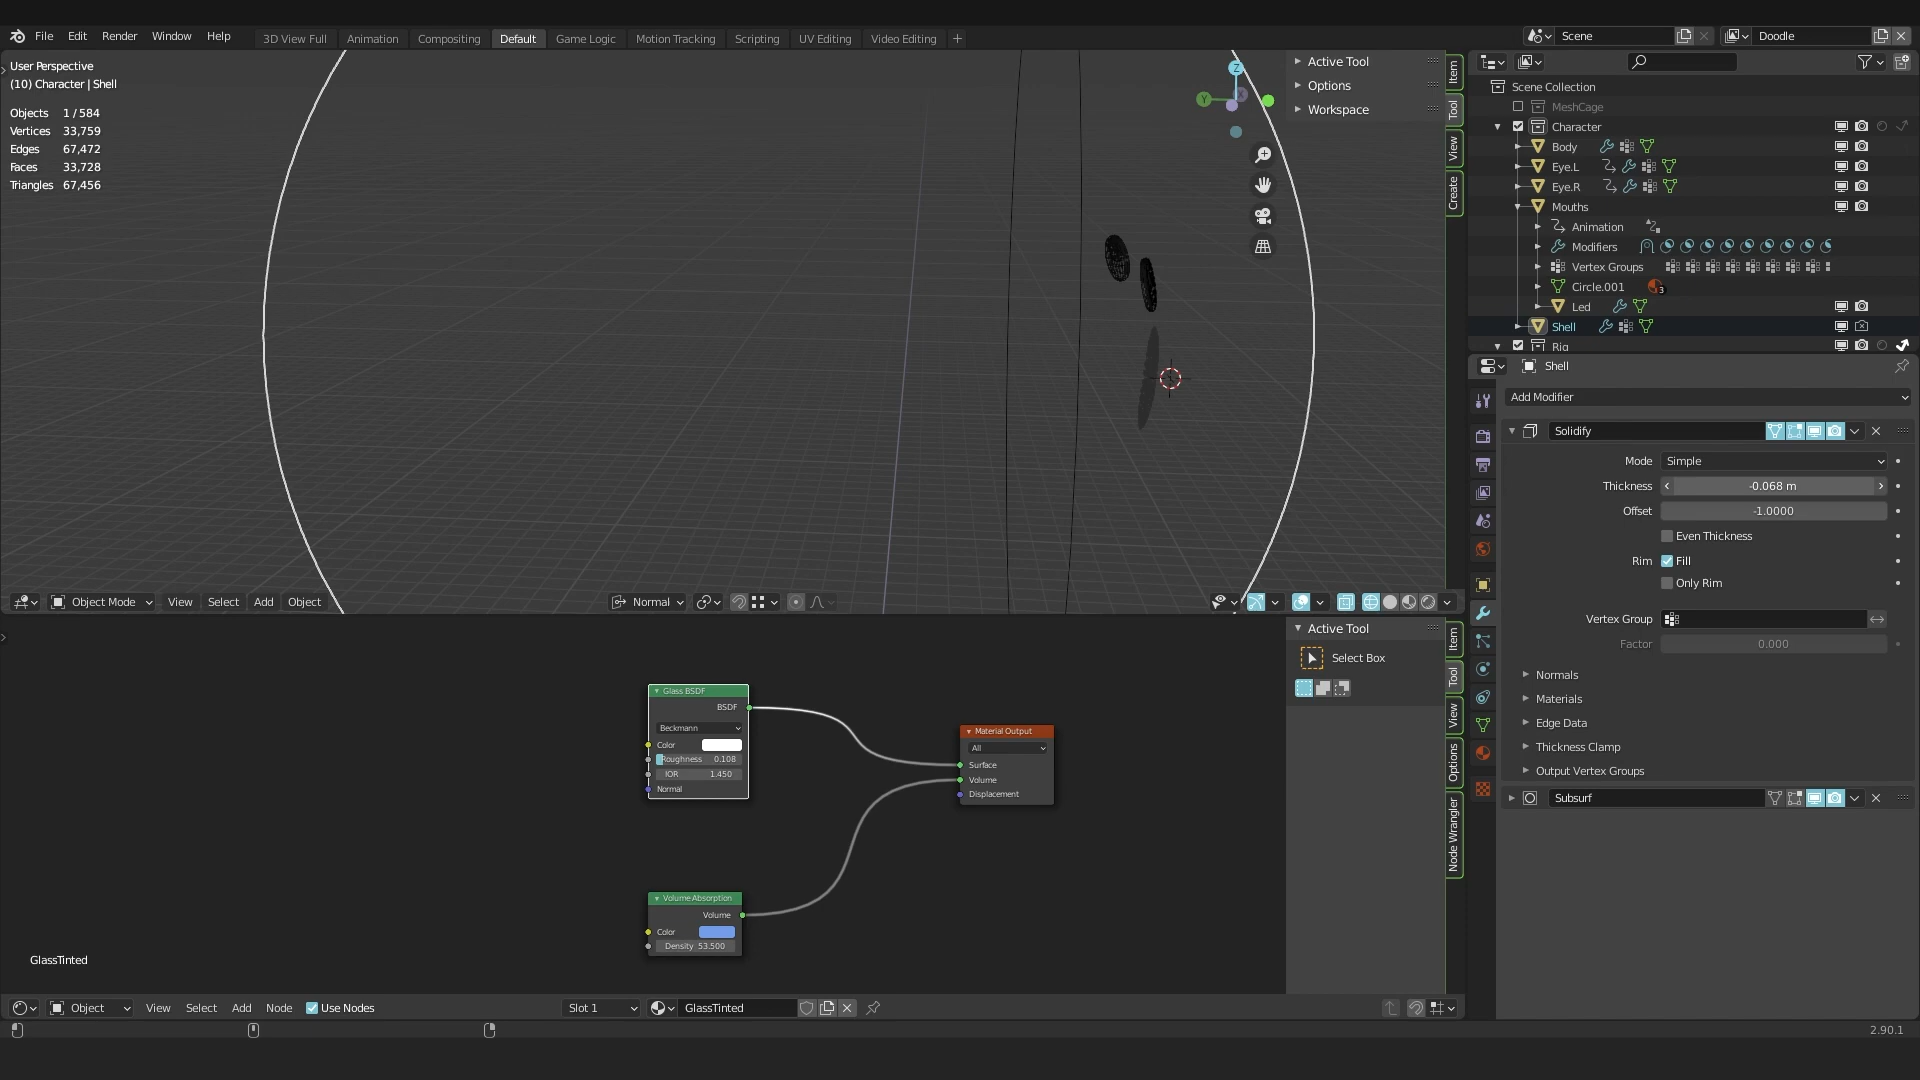 File Edit Render Window Help
3D View Full Animation Compositing Default Game Logic Motion Tracking Scripting UV Editing Video Editing
Scene
Doodle
User Perspective
(10) Character | Shell
Objects 1 / 584
Vertices 33,759
Edges 67,472
Faces 33,728
Triangles 67,456
Z
Y
X
Active Tool
Options
Workspace
Item
Tool
View
Create
Scene Collection
MeshCage
Character
Body
Eye.L
Eye.R
Mouths
Animation
Modifiers
Vertex Groups
Circle.001 3
Led
Shell
Rig
Shell
Add Modifier
Solidify
Mode Simple
Thickness -0.068 m
Offset -1.0000
Even Thickness
Rim Fill
Only Rim
Vertex Group
Factor 0.000
Normals
Materials
Edge Data
Thickness Clamp
Output Vertex Groups
Subsurf
Object Mode View Select Add Object Normal
Active Tool
Select Box
Item
Tool
View
Options
Node Wrangler
Glass BSDF
BSDF
Beckmann
Color
Roughness 0.108
IOR 1.450
Normal
Material Output
All
Surface
Volume
Displacement
Volume Absorption
Volume
Color
Density 53.500
GlassTinted
Object View Select Add Node Use Nodes Slot 1 GlassTinted
2.90.1